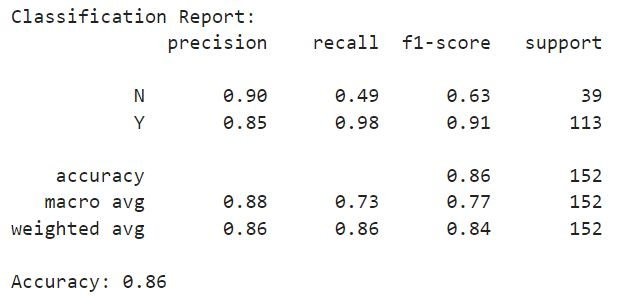 Classification Report:
precision recall f1-score support
N 0.90 0.49 0.63 39
Y 0.85 0.98 0.91 113
accuracy 0.86 152
macro avg 0.88 0.73 0.77 152
weighted avg 0.86 0.86 0.84 152
Accuracy: 0.86